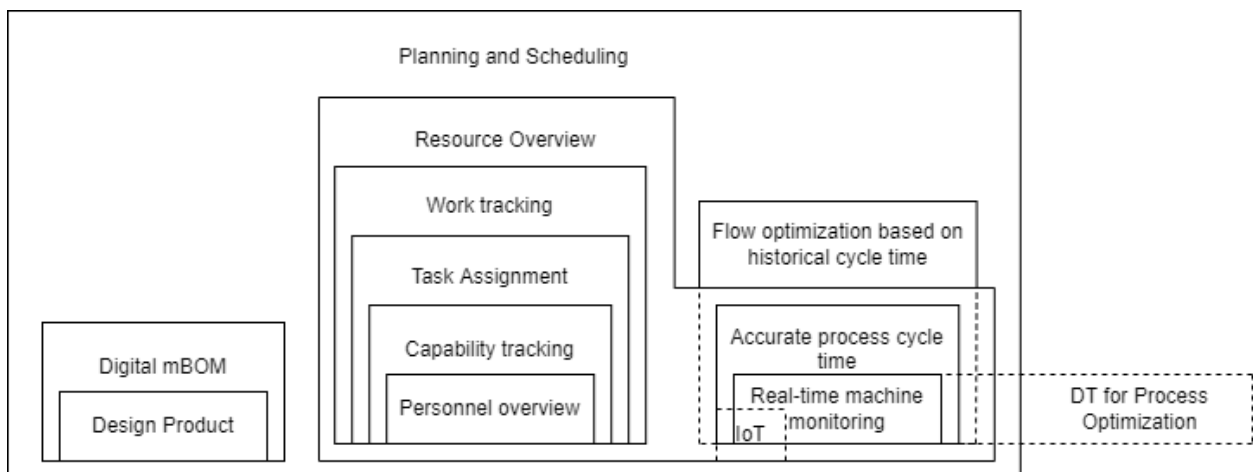 Planning and Scheduling
Resource Overview
Work tracking
Flow optimization based on
historical cycle time
Task Assignment
Accurate process cycle
time
Capability tracking
Digital mBOM
Personnel overview
Real-time machine
monitoring
DT for Process
Optimization
Design Product
IoT